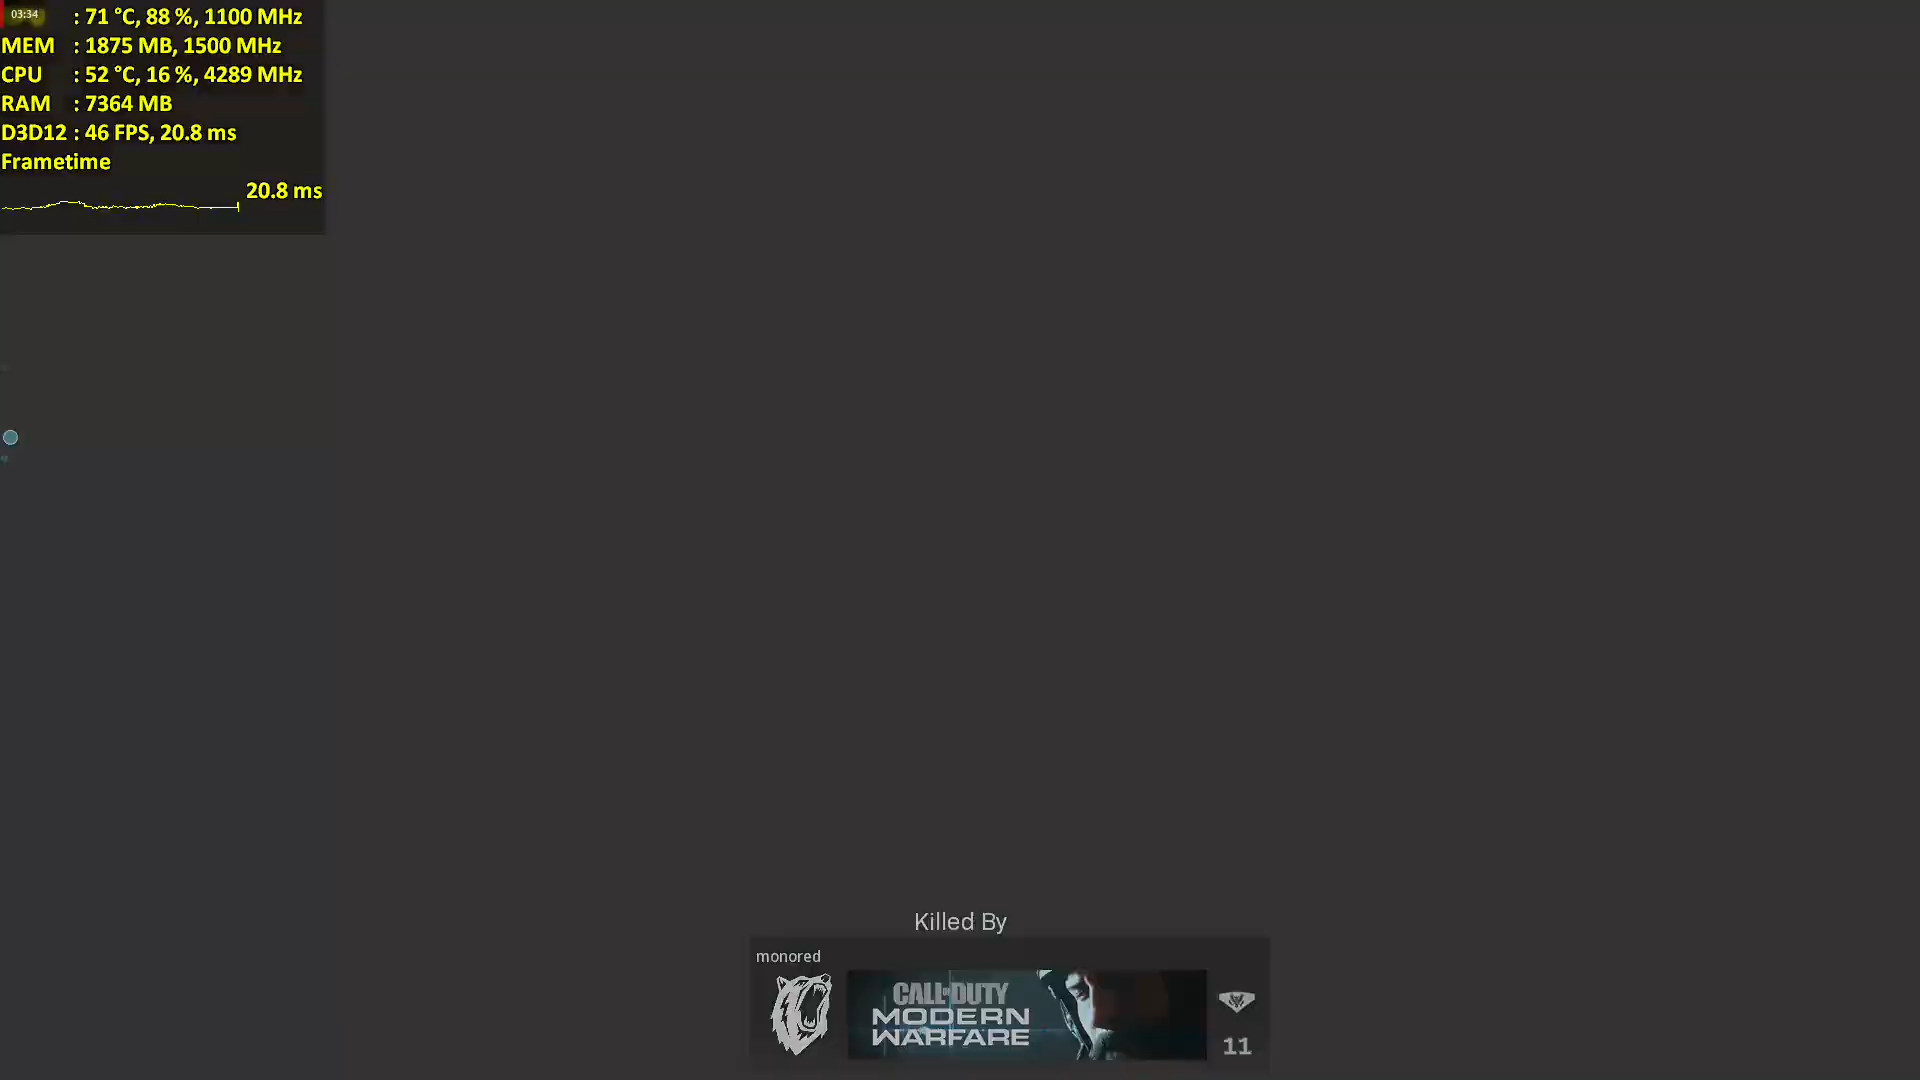 03:34
: 71 °C, 88 %, 1100 MHz
MEM : 1875 MB, 1500 MHz
CPU : 52 °C, 16 %, 4289 MHz
RAM : 7364 MB
D3D12 : 46 FPS, 20.8 ms
Frametime
20.8 ms
Killed By
monored
CALL OF DUTY
MODERN
WARFARE
11